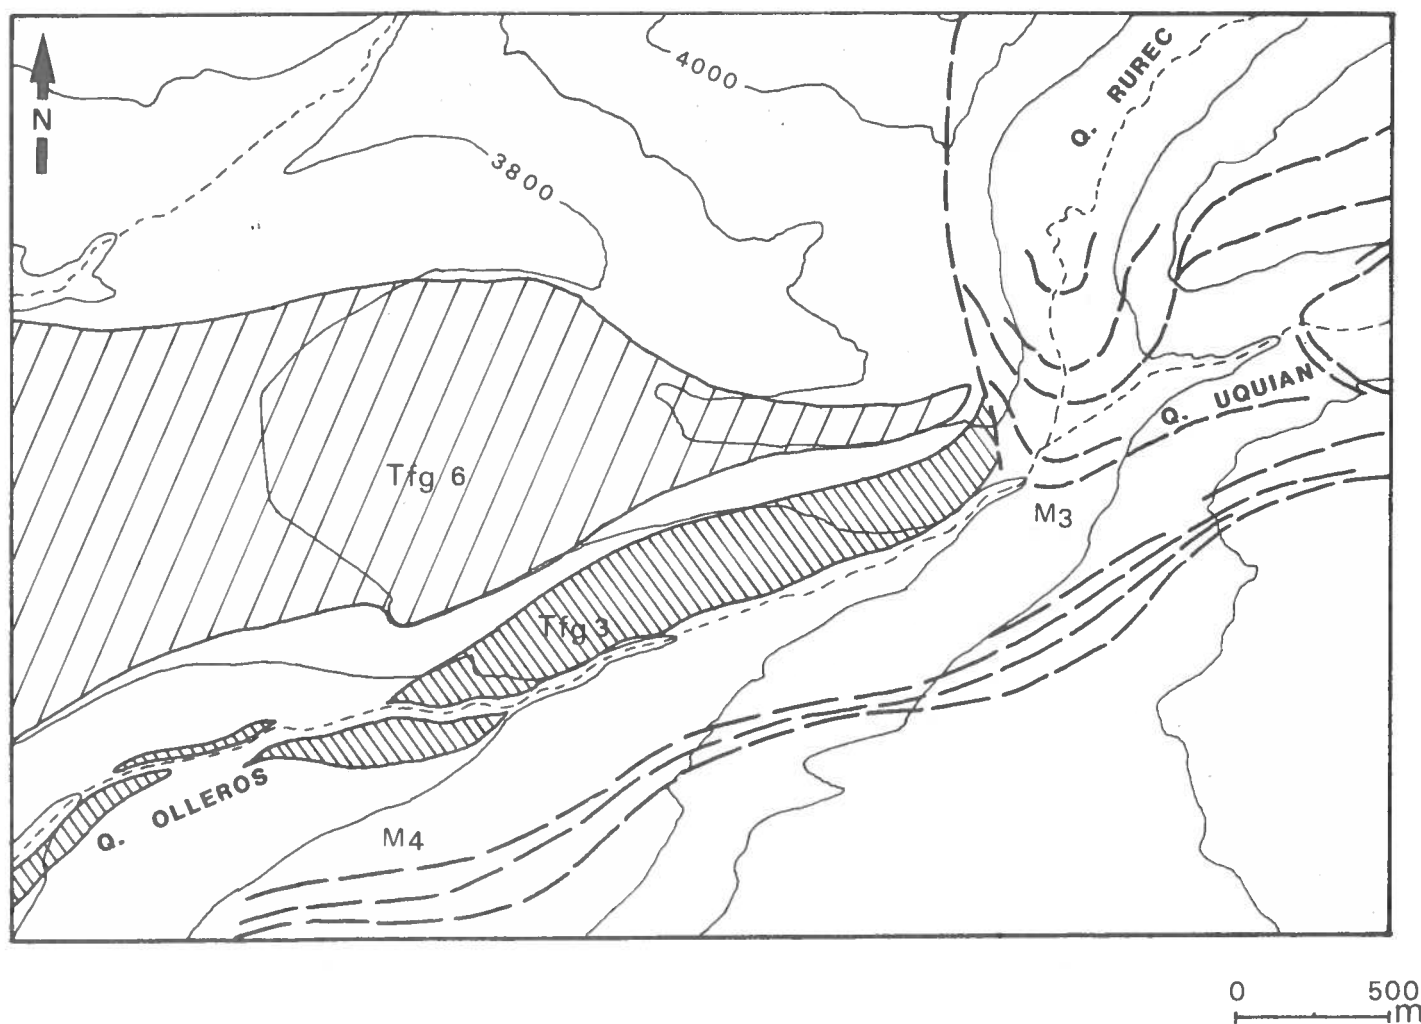 N
4000
3800
Q. RUREC
Q. UQUIAN
Tfg 6
M3
Tfg 3
Q. OLLEROS
M4
0 500
m